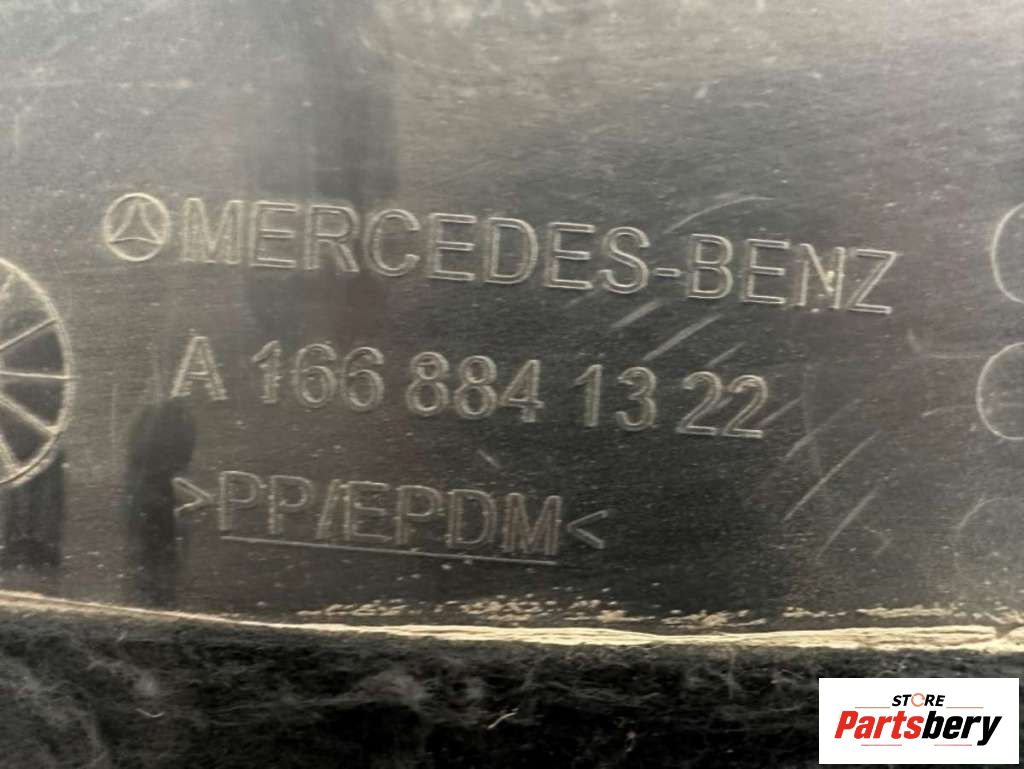 MERCEDES-BENZ
A 166 884 13 22
>PP/EPDM<
STORE
Partsbery